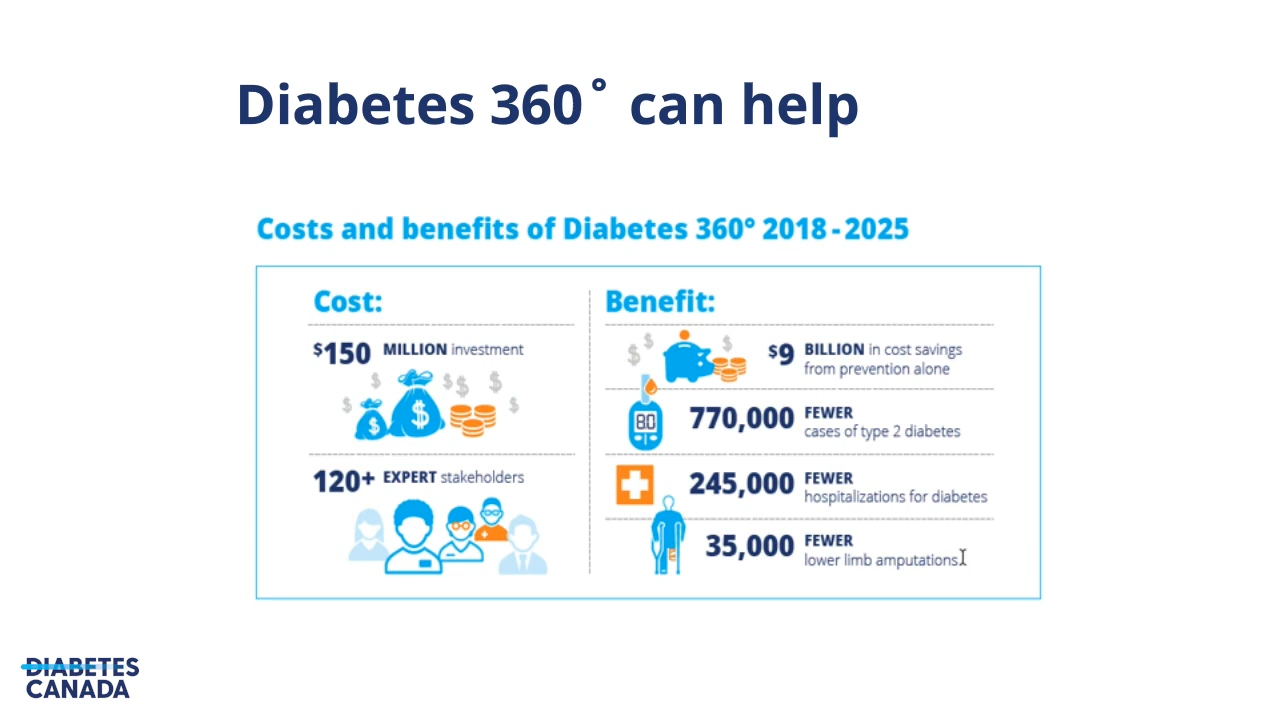 Diabetes 360˚ can help
Costs and benefits of Diabetes 360° 2018-2025
Cost:
$150 MILLION investment
$ $ $ $ $
$ $
120+ EXPERT stakeholders
Benefit:
$ $ $
$9 BILLION in cost savings
from prevention alone
8.0
770,000 FEWER
cases of type 2 diabetes
245,000 FEWER
hospitalizations for diabetes
35,000 FEWER
lower limb amputations
DIABETES
CANADA